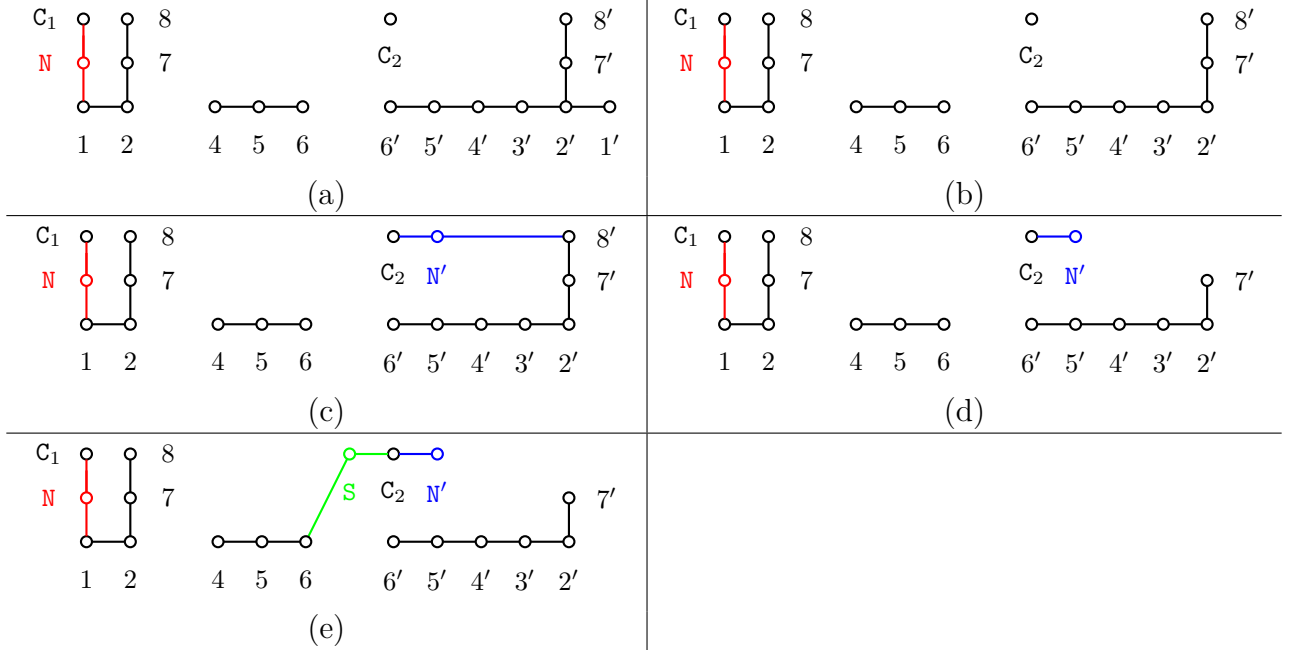 C₁ 8 8′ C₁ 8 8′
N 7 C₂ 7′ N 7 C₂ 7′
1 2 4 5 6 6′ 5′ 4′ 3′ 2′ 1′ 1 2 4 5 6 6′ 5′ 4′ 3′ 2′
(a) (b)
C₁ 8 8′ C₁ 8
N 7 C₂ N′ 7′ N 7 C₂ N′ 7′
1 2 4 5 6 6′ 5′ 4′ 3′ 2′ 1 2 4 5 6 6′ 5′ 4′ 3′ 2′
(c) (d)
C₁ 8
N 7 S C₂ N′ 7′
1 2 4 5 6 6′ 5′ 4′ 3′ 2′
(e)